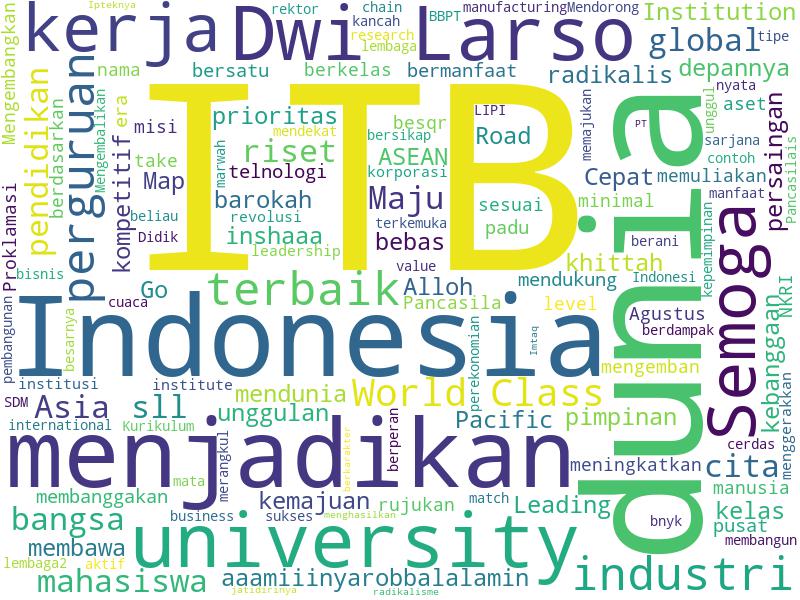 Ipteknya
rektor
chain
manufacturing
Mendorong
Institution
kerja
Dwi Larso
BBPT
kancah
research
lembaga
global
tipe
Mengembangkan
nama
bersatu
berkelas
bermanfaat
radikalis
depannya
nyata
aset
ITB
dunia
perguruan
pendidikan
berdasarkan
Mengembalikan
era
kompetitif
misi
prioritas
mendekat
besqr
bersikap
LIPI
Road
memajukan
PT
unggul
sarjana
contoh
persaingan
Pancasilais
take
marwah
riset
telnologi
ASEAN
korporasi
Map
barokah
Maju
Cepat
memuliakan
manfaat
minimal
beliau
revolusi
terkemuka
sesuai
padu
Didik
inshaaa
leadership
bebas
value
berani
khittah
kepemimpinan
Semoga
Proklamasi
bisnis
Go
terbaik
Alloh
Pancasila
mendukung
Indonesi
level
NKRI
cuaca
Agustus
berdampak
kebanggaan
menggerakkan
pembangunan
besarnya
Indonesia
perekonomian
Imtaq
mengemban
institusi
institute
mendunia
World Class
SDM
Asia
sll
unggulan
Pacific
pimpinan
international
Kurikulum
menjadikan
merangkul
berkarakter
berperan
cerdas
meningkatkan
cita
manusia
mata
membanggakan
kemajuan
rujukan
match
Leading
kelas
bangsa
business
sukses
menghasilkan
bnyk
pusat
membawa
university
membangun
lembaga2
aktif
mahasiswa
aaamiiinyarobbalalamin
industri
jatidirinya
radikalisme